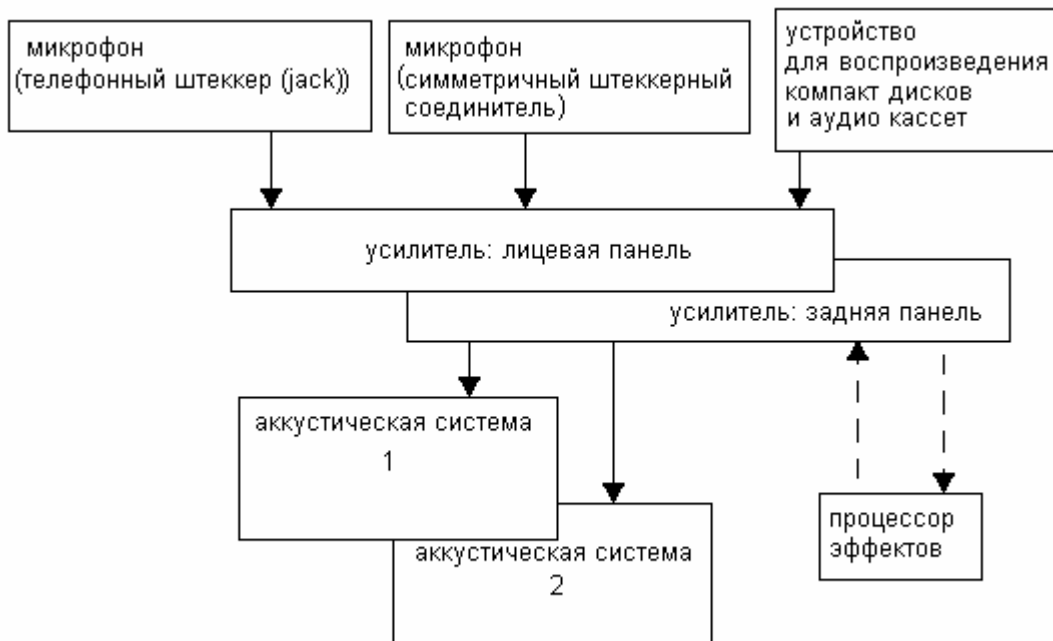 микрофон
(телефонный штеккер (jack))
микрофон
(симметричный штеккерный
соединитель)
устройство
для воспроизведения
компакт дисков
и аудио кассет
усилитель: лицевая панель
усилитель: задняя панель
аккустическая система
1
аккустическая система
2
процессор
эффектов